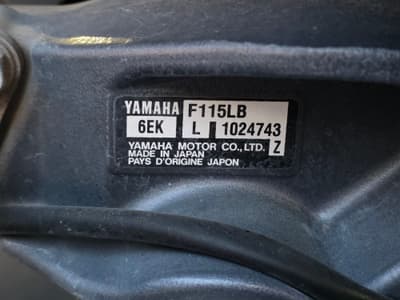 YAMAHA F115LB
6EK L 1024743
YAMAHA MOTOR CO., LTD. Z
MADE IN JAPAN
PAYS D'ORIGINE JAPON